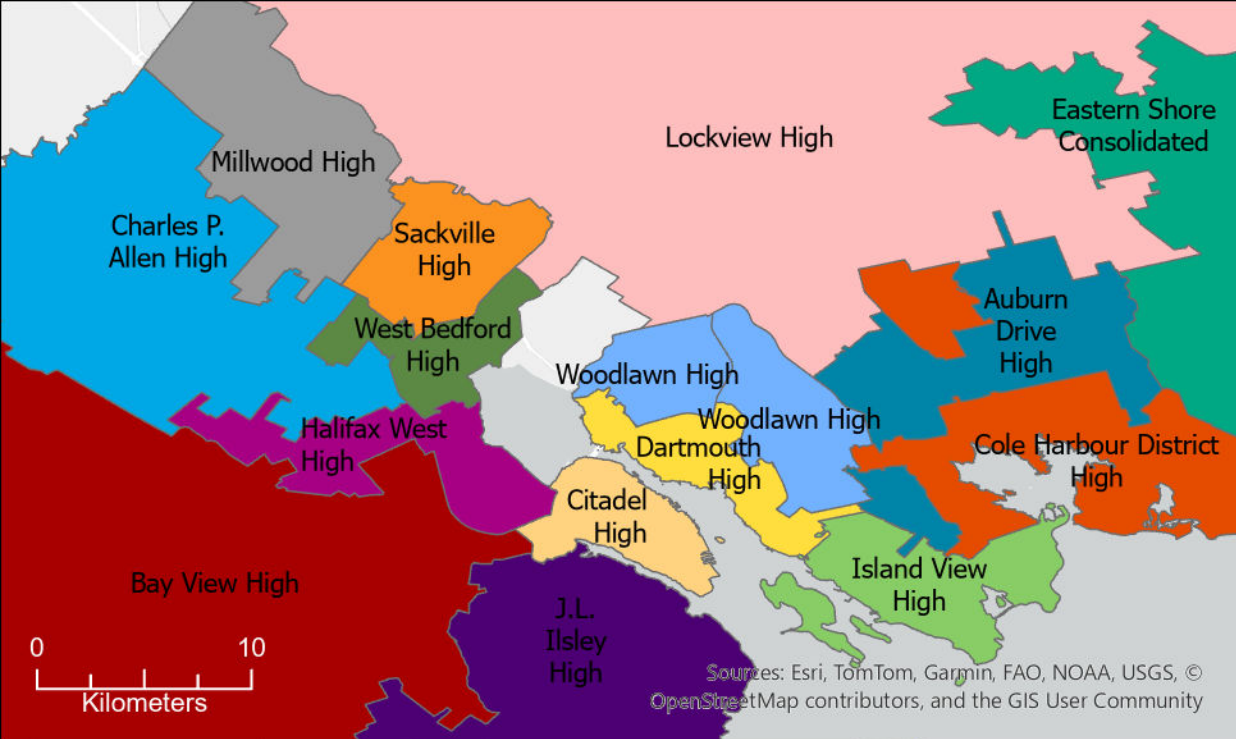 Eastern Shore
Consolidated
Lockview High
Millwood High
Charles P.
Allen High
Sackville
High
Auburn
Drive
High
West Bedford
High
Woodlawn High
Woodlawn High
Halifax West
High
Dartmouth
High
Cole Harbour District
High
Citadel
High
Island View
High
Bay View High
J.L.
Ilsley
High
0 10
Kilometers
Sources: Esri, TomTom, Garmin, FAO, NOAA, USGS, ©
OpenStreetMap contributors, and the GIS User Community